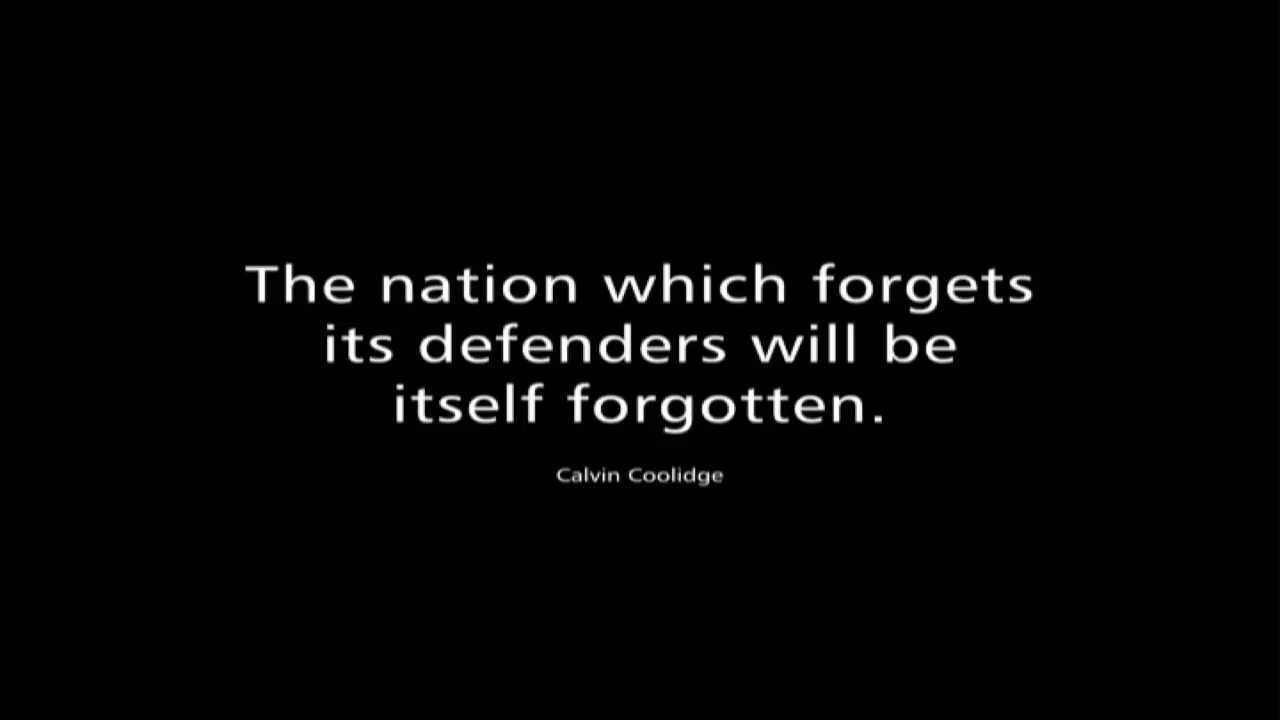 The nation which forgets
its defenders will be
itself forgotten.
Calvin Coolidge